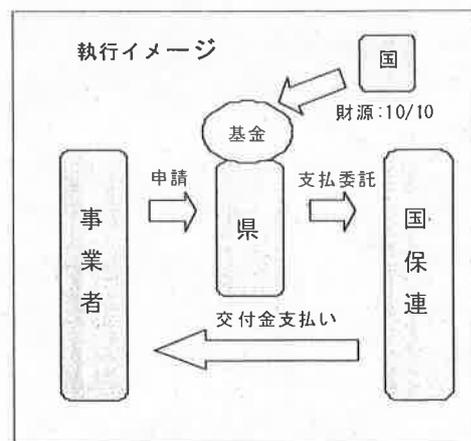 執行イメージ
国
財源:10/10
基金
申請
支払委託
事業者
県
国保連
交付金支払い